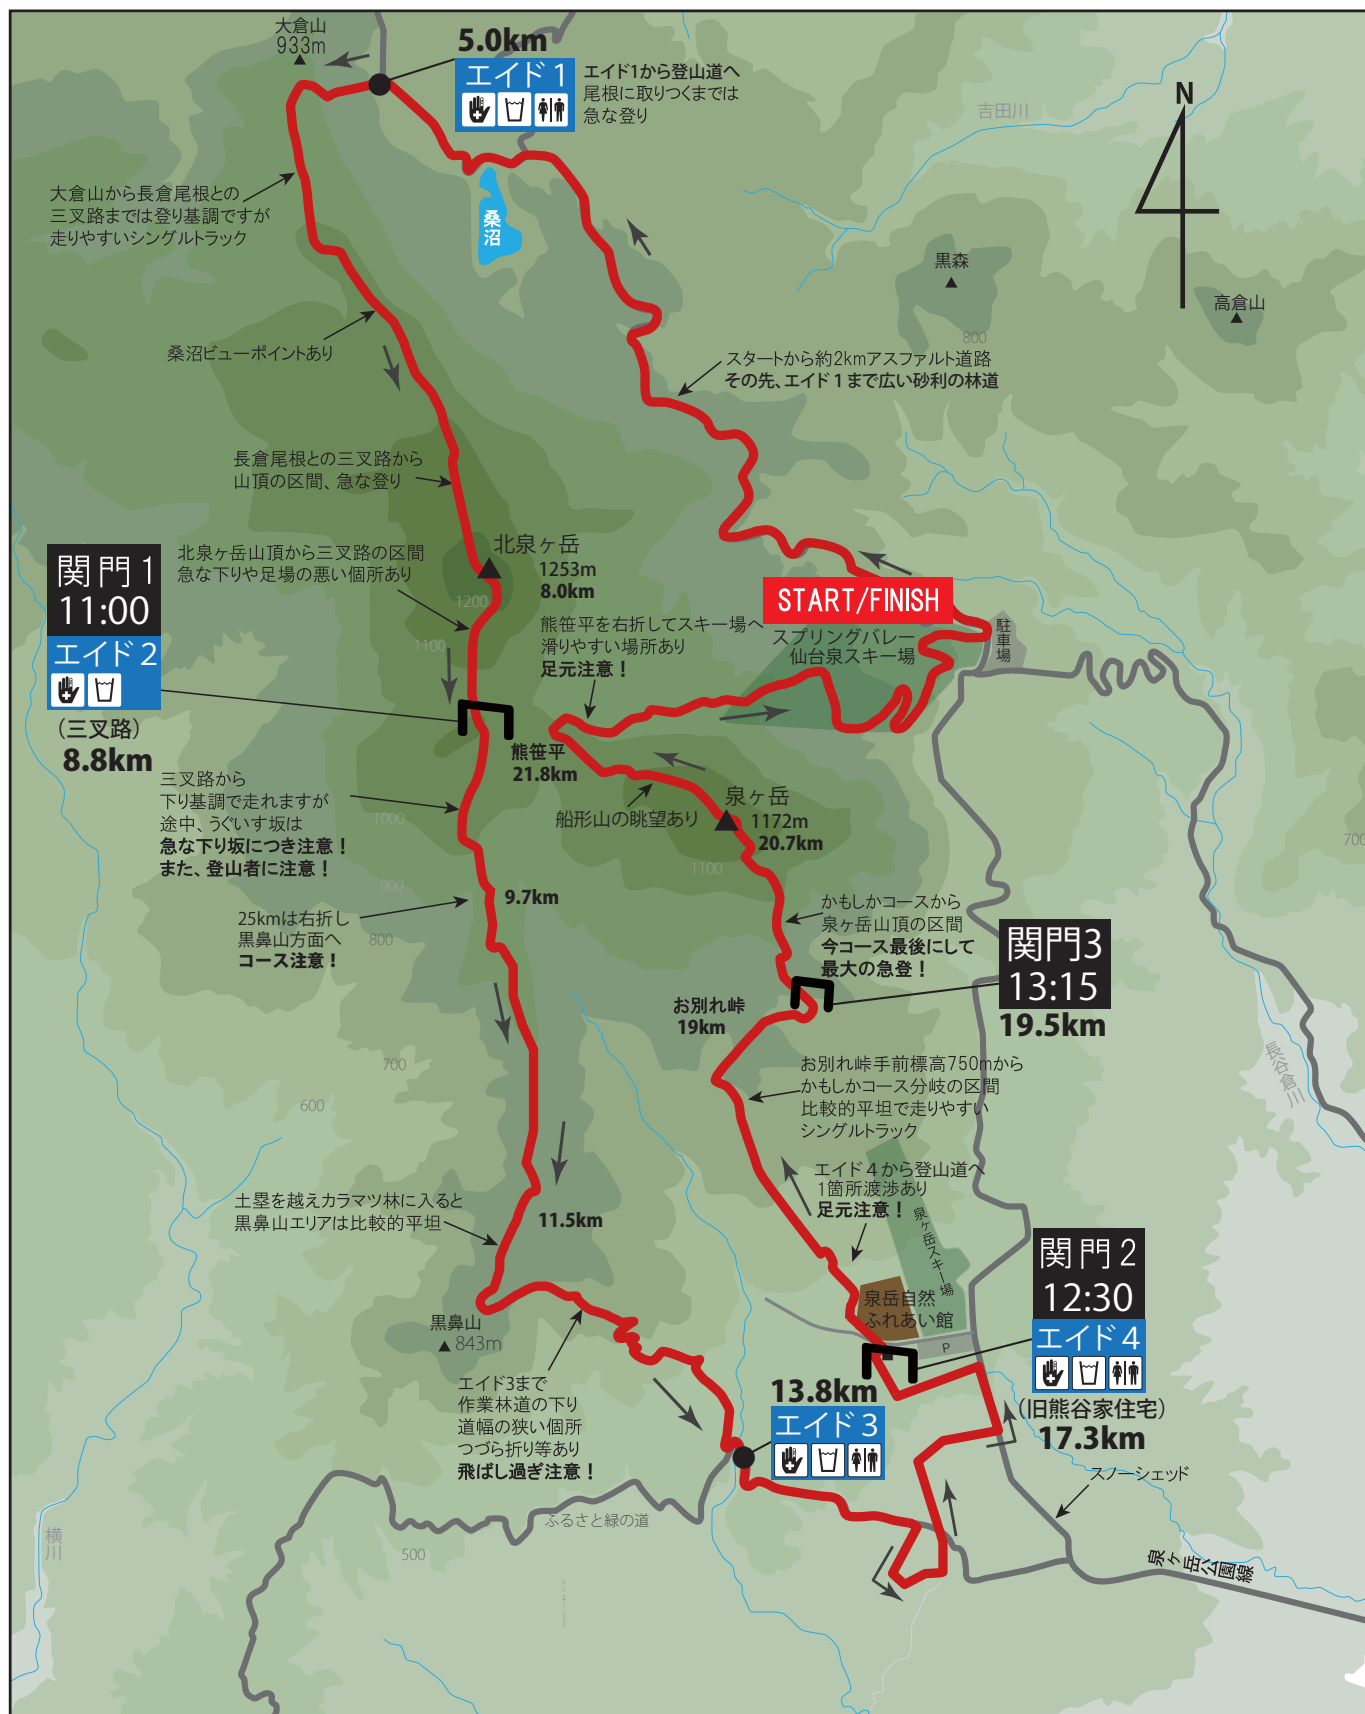 大倉山
933m
5.0km
エイド1
エイド1から登山道へ
尾根に取りつくまでは
急な登り
吉田川
N
大倉山から長倉尾根との
三叉路までは登り基調ですが
走りやすいシングルトラック
桑沼
黒森
800
高倉山
桑沼ビューポイントあり
スタートから約2kmアスファルト道路
その先、エイド1まで広い砂利の林道
700
長倉尾根との三叉路から
山頂の区間、急な登り
関門1
11:00
エイド2
(三叉路)
8.8km
北泉ヶ岳山頂から三叉路の区間
急な下りや足場の悪い個所あり
北泉ヶ岳
1253m
8.0km
1200
1100
START/FINISH
スプリングバレー
仙台泉スキー場
駐車場
熊笹平を右折してスキー場へ
滑りやすい場所あり
足元注意！
熊笹平
21.8km
三叉路から
下り基調で走れますが
途中、うぐいす坂は
急な下り坂につき注意！
また、登山者に注意！
1000
船形山の眺望あり
泉ヶ岳
1172m
20.7km
1100
900
9.7km
25kmは右折し
黒鼻山方面へ
コース注意！
800
かもしかコースから
泉ヶ岳山頂の区間
今コース最後にして
最大の急登！
関門3
13:15
19.5km
お別れ峠
19km
長谷倉川
700
600
お別れ峠手前標高750mから
かもしかコース分岐の区間
比較的平坦で走りやすい
シングルトラック
エイド4から登山道へ
1箇所渡渉あり
足元注意！
土塁を越えカラマツ林に入ると
黒鼻山エリアは比較的平坦
11.5km
泉ヶ岳スキー場
関門2
12:30
エイド4
(旧熊谷家住宅)
17.3km
泉岳自然
ふれあい館
P
黒鼻山
843m
エイド3まで
作業林道の下り
道幅の狭い個所
つづら折り等あり
飛ばし過ぎ注意！
13.8km
エイド3
スノーシェッド
ふるさと緑の道
横川
500
泉ヶ岳公園線